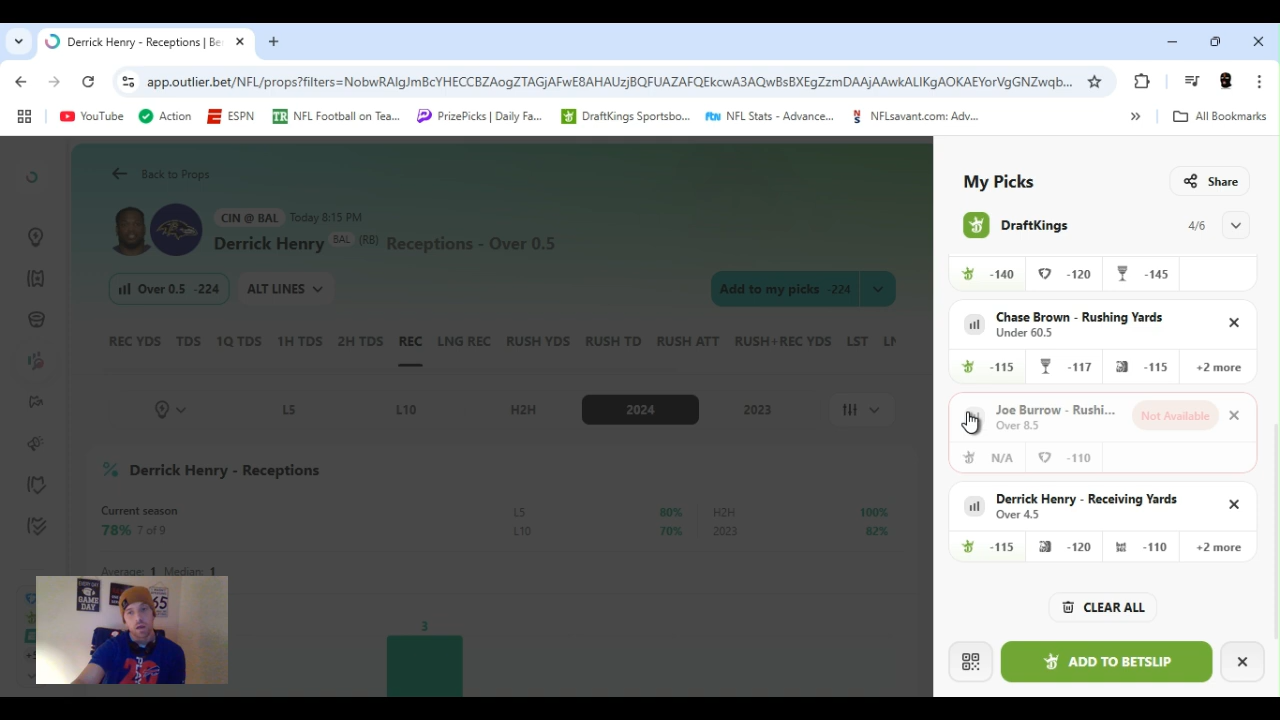 Derrick Henry - Receptions | Be
app.outlier.bet/NFL/props?filters=NobwRAlgJmBcYHECCBZAogZTAGjAFwE8AHAUzjBQFUAZAFQEkcwA3AQwBsBXEgZzmDAAjAAwkALIKgAOKAEYorVgGNZwqb...
YouTube
Action
ESPN
NFL Football on Tea...
PrizePicks | Daily Fa...
DraftKings Sportsbo...
NFL Stats - Advance...
NFLsavant.com: Adv...
All Bookmarks
Back to Props
CIN @ BAL Today 8:15 PM
Derrick Henry BAL (RB) Receptions - Over 0.5
Over 0.5 -224
ALT LINES
Add to my picks -224
REC YDS TDS 1Q TDS 1H TDS 2H TDS REC LNG REC RUSH YDS RUSH TD RUSH ATT RUSH+REC YDS LST
L5 L10 H2H 2024 2023
Derrick Henry - Receptions
Current season
78% 7 of 9
L5 80% H2H 100%
L10 70% 2023 82%
Average: 1 Median: 1
3
EVERY DAY
GAME
DAY
65
My Picks
Share
DraftKings
4/6
-140 -120 -145
Chase Brown - Rushing Yards
Under 60.5
-115 -117 -115 +2 more
Joe Burrow - Rushi...
Not Available
Over 8.5
N/A -110
Derrick Henry - Receiving Yards
Over 4.5
-115 -120 -110 +2 more
CLEAR ALL
ADD TO BETSLIP